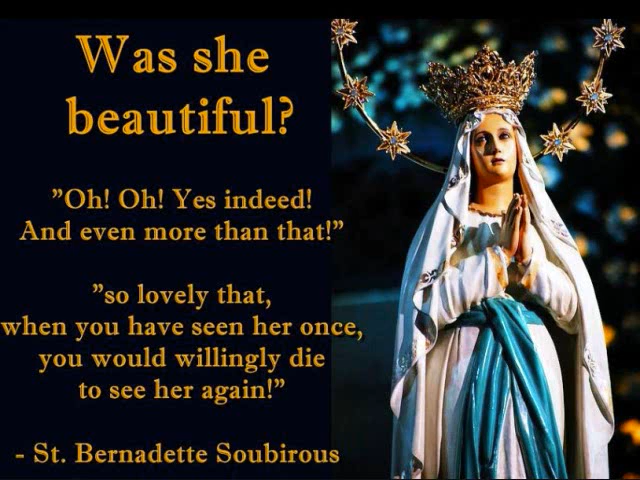 Was she
beautiful?
"Oh! Oh! Yes indeed!
And even more than that!"
"so lovely that,
when you have seen her once,
you would willingly die
to see her again!"
- St. Bernadette Soubirous